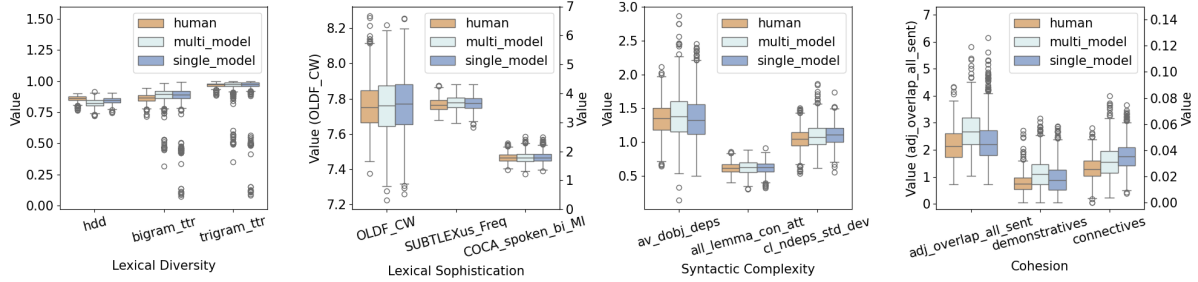 Value
1.50
1.25
1.00
0.75
0.50
0.25
0.00
human
multi_model
single_model
hdd
bigram_ttr
trigram_ttr
Lexical Diversity
Value (OLDF_CW)
8.2
8.0
7.8
7.6
7.4
7.2
human
multi_model
single_model
7
6
5
4
3
2
1
0
Value
OLDF_CW
SUBTLEXus_Freq
COCA_spoken_bi_MI
Lexical Sophistication
Value
3.0
2.5
2.0
1.5
1.0
0.5
human
multi_model
single_model
av_dobj_deps
all_lemma_con_att
cl_ndeps_std_dev
Syntactic Complexity
Value (adj_overlap_all_sent)
7
6
5
4
3
2
1
0
human
multi_model
single_model
0.14
0.12
0.10
0.08
0.06
0.04
0.02
0.00
Value
adj_overlap_all_sent
demonstratives
connectives
Cohesion